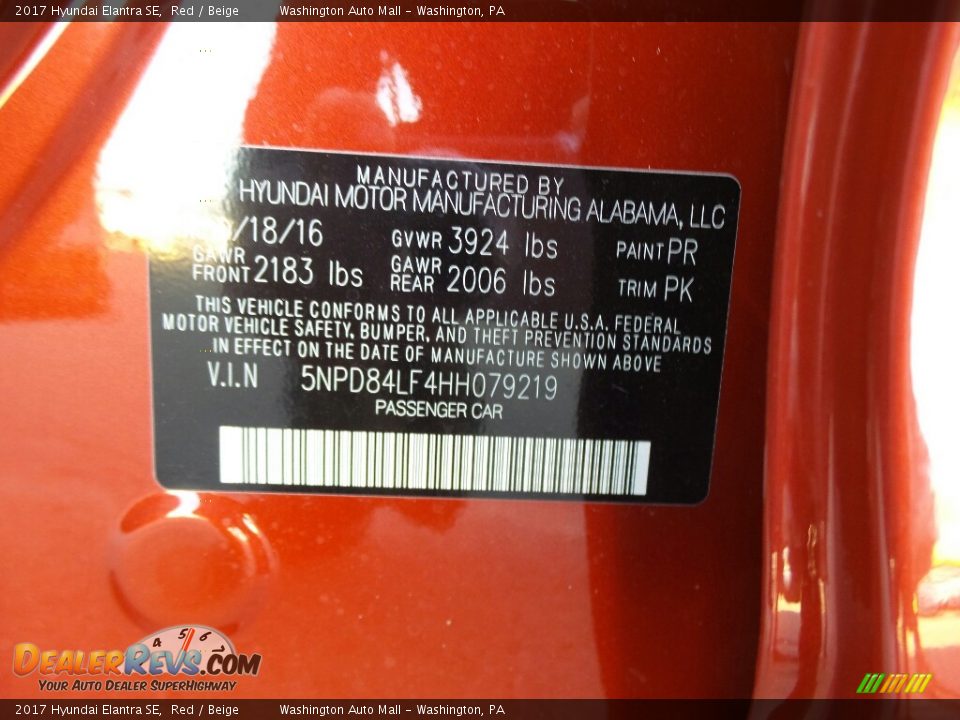 2017 Hyundai Elantra SE,  Red / Beige        Washington Auto Mall - Washington, PA
MANUFACTURED BY
HYUNDAI MOTOR MANUFACTURING ALABAMA, LLC
/18/16 GVWR 3924 lbs PAINT PR
GAWR FRONT 2183 lbs GAWR REAR 2006 lbs TRIM PK
THIS VEHICLE CONFORMS TO ALL APPLICABLE U.S.A. FEDERAL
MOTOR VEHICLE SAFETY, BUMPER, AND THEFT PREVENTION STANDARDS
IN EFFECT ON THE DATE OF MANUFACTURE SHOWN ABOVE
V.I.N 5NPD84LF4HH079219
PASSENGER CAR
4 5 6
DEALERREVS.COM
YOUR AUTO DEALER SUPERHIGHWAY
2017 Hyundai Elantra SE,  Red / Beige        Washington Auto Mall - Washington, PA